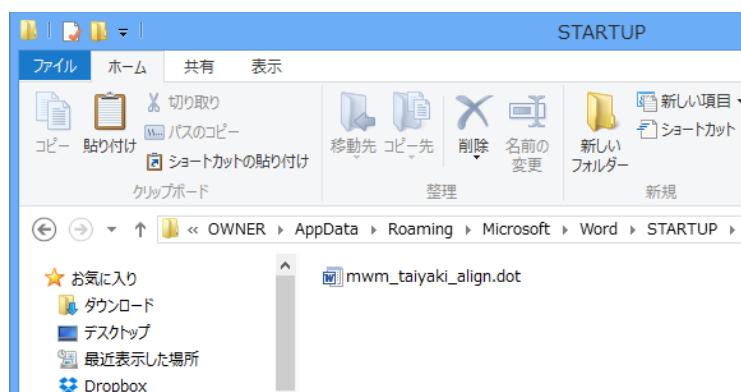 STARTUP
ファイル ホーム 共有 表示
コピー 貼り付け 切り取り
パスのコピー
ショートカットの貼り付け
クリップボード
移動先 コピー先 削除 名前の
変更
整理
新しい
フォルダー
新しい項目
ショートカット
新規
« OWNER AppData Roaming Microsoft Word STARTUP
お気に入り
ダウンロード
デスクトップ
最近表示した場所
Dropbox
mwm_taiyaki_align.dot